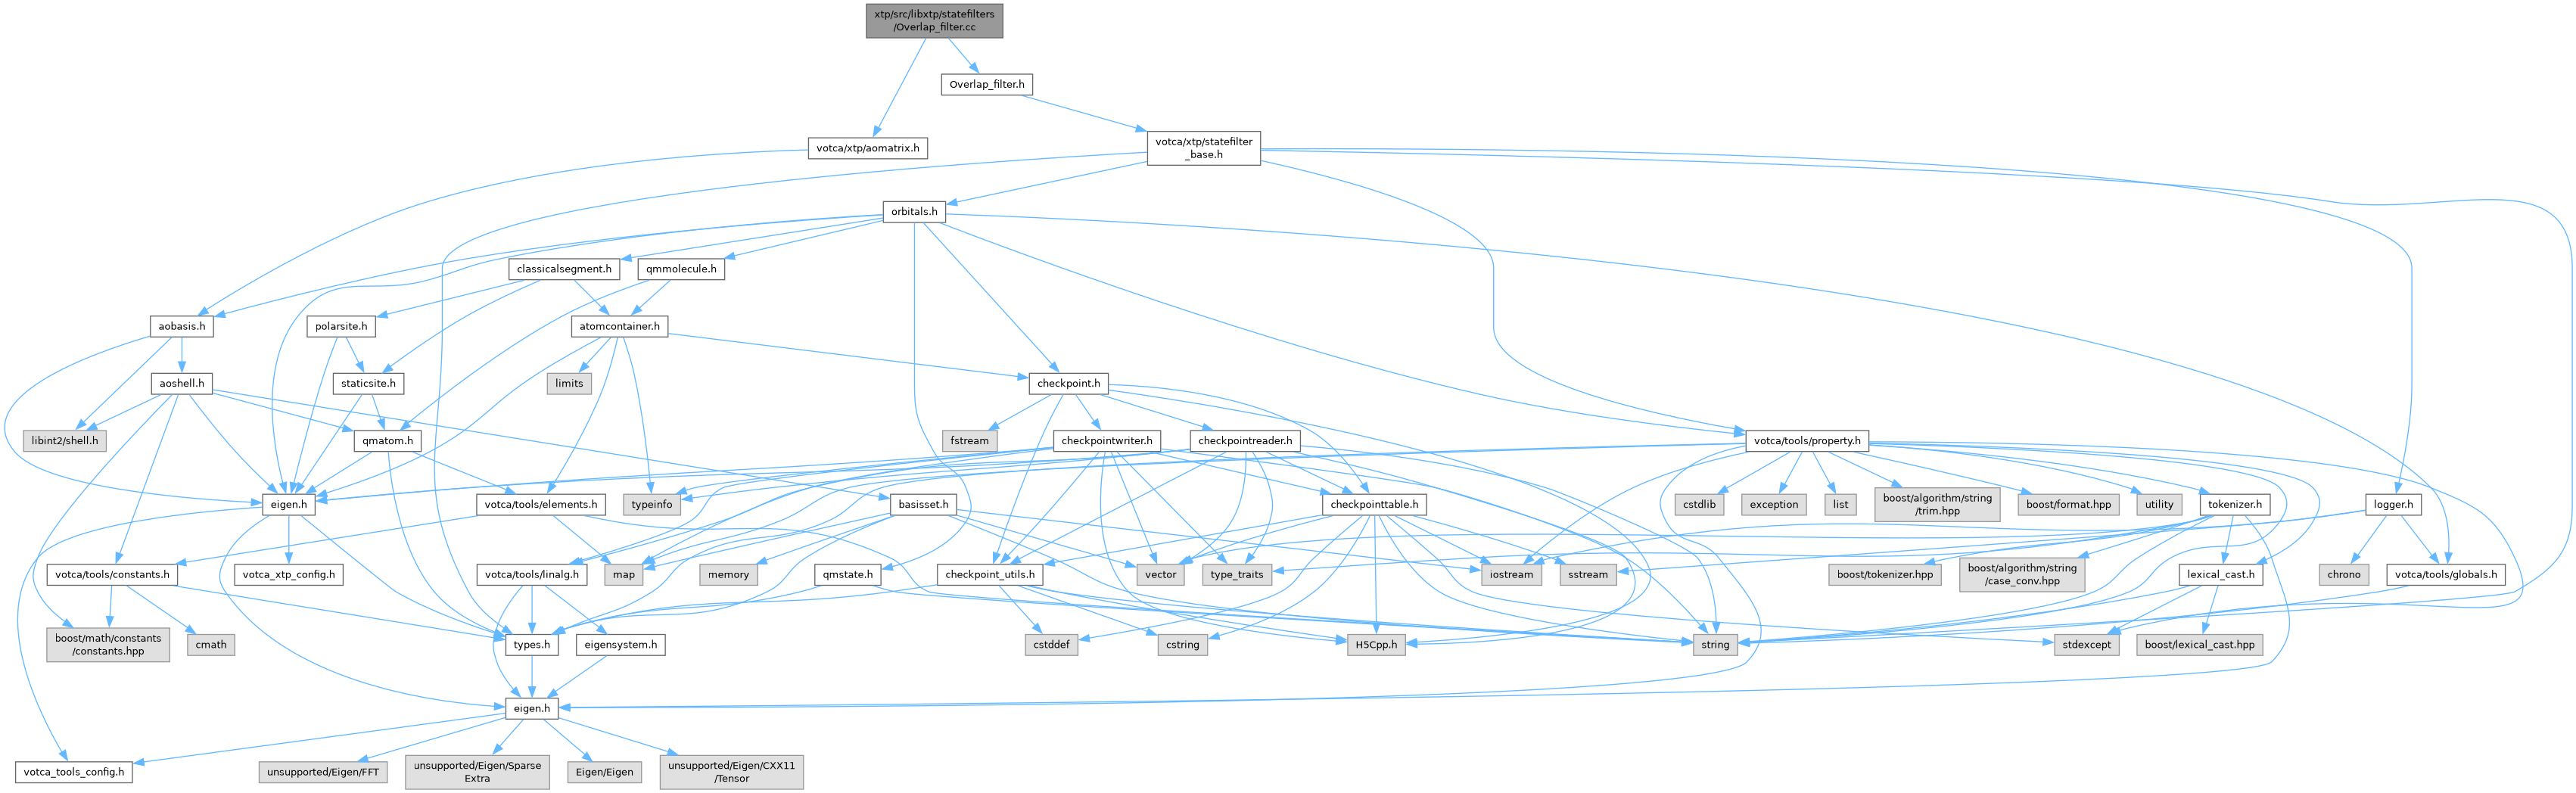 xtp/src/libxtp/statefilters
/Overlap_filter.cc
Overlap_filter.h
votca/xtp/aomatrix.h
votca/xtp/statefilter
_base.h
orbitals.h
classicalsegment.h
qmmolecule.h
aobasis.h
polarsite.h
atomcontainer.h
aoshell.h
staticsite.h
limits
checkpoint.h
libint2/shell.h
qmatom.h
fstream
checkpointwriter.h
checkpointreader.h
votca/tools/property.h
eigen.h
votca/tools/elements.h
typeinfo
basisset.h
checkpointtable.h
cstdlib
exception
list
boost/algorithm/string
/trim.hpp
boost/format.hpp
utility
tokenizer.h
logger.h
votca/tools/constants.h
votca_xtp_config.h
votca/tools/linalg.h
map
memory
qmstate.h
checkpoint_utils.h
vector
type_traits
iostream
sstream
boost/tokenizer.hpp
boost/algorithm/string
/case_conv.hpp
lexical_cast.h
chrono
votca/tools/globals.h
boost/math/constants
/constants.hpp
cmath
types.h
eigensystem.h
cstddef
cstring
H5Cpp.h
string
stdexcept
boost/lexical_cast.hpp
eigen.h
votca_tools_config.h
unsupported/Eigen/FFT
unsupported/Eigen/Sparse
Extra
Eigen/Eigen
unsupported/Eigen/CXX11
/Tensor